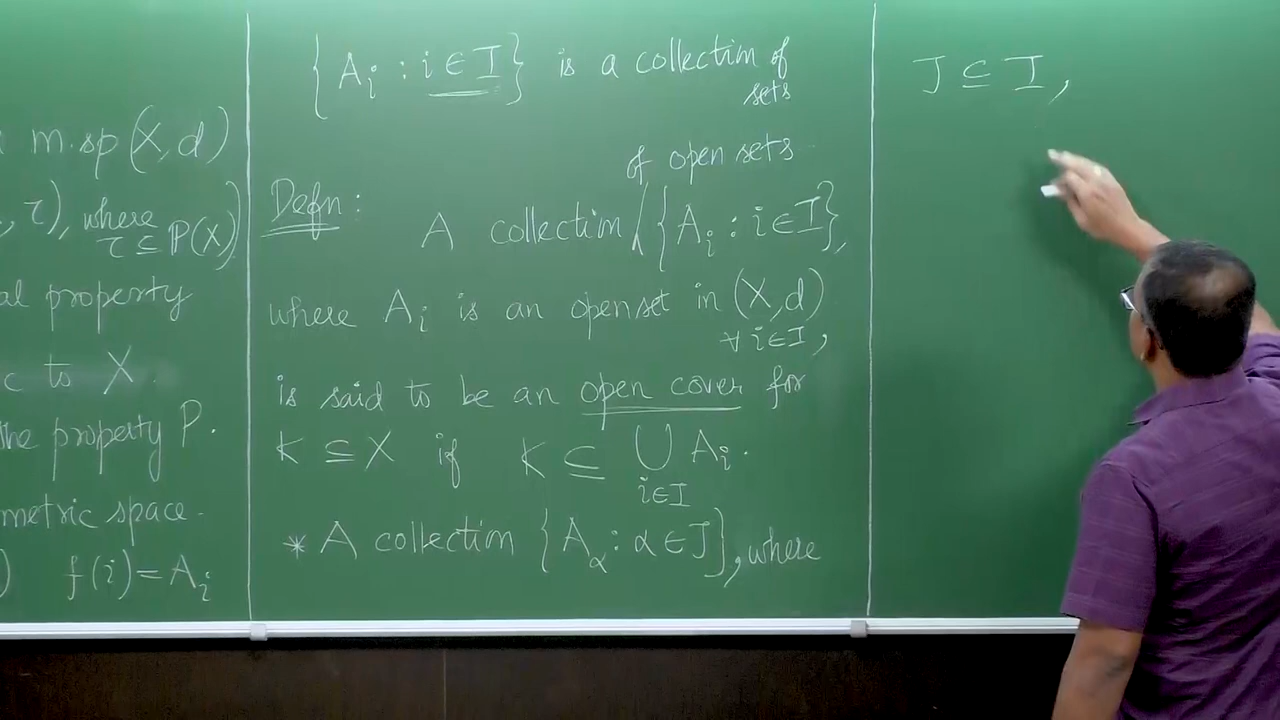 m.sp (X, d)
, τ), where
τ ⊆ P(X))
al property
c to X.
the property P.
metric space.
) f(i) = A_i
{A_i : i ∈ I} is a collection of
sets
of open sets
Defn: A collection {A_i : i ∈ I},
where A_i is an open set in (X, d)
∀ i ∈ I,
is said to be an open cover for
K ⊆ X if K ⊆ ⋃_{i∈I} A_i.
* A collection {A_α : α ∈ J}, where
J ⊆ I,